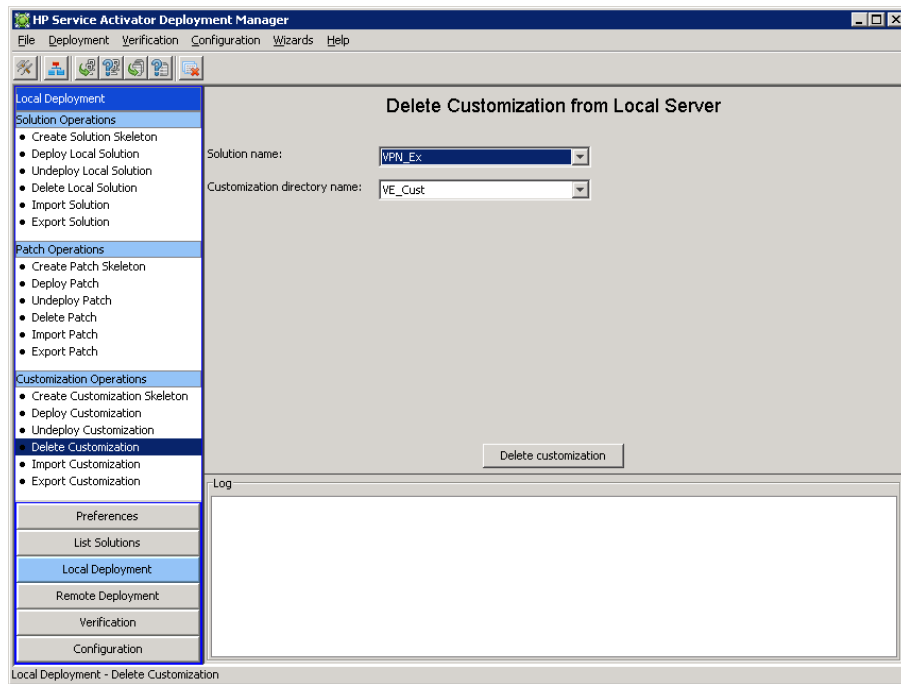 HP Service Activator Deployment Manager
File Deployment Verification Configuration Wizards Help
Local Deployment
Solution Operations
Create Solution Skeleton
Deploy Local Solution
Undeploy Local Solution
Delete Local Solution
Import Solution
Export Solution
Patch Operations
Create Patch Skeleton
Deploy Patch
Undeploy Patch
Delete Patch
Import Patch
Export Patch
Customization Operations
Create Customization Skeleton
Deploy Customization
Undeploy Customization
Delete Customization
Import Customization
Export Customization
Preferences
List Solutions
Local Deployment
Remote Deployment
Verification
Configuration
Delete Customization from Local Server
Solution name: VPN_Ex
Customization directory name: VE_Cust
Delete customization
Log
Local Deployment - Delete Customization